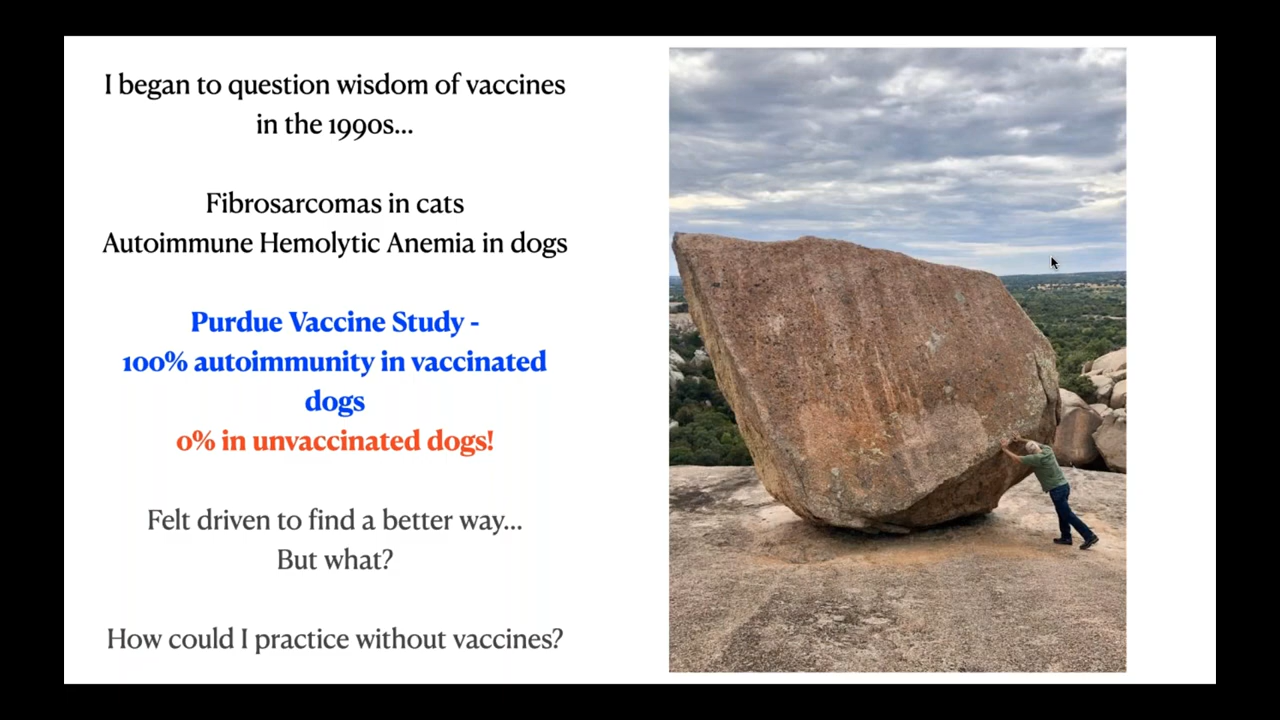 I began to question wisdom of vaccines
in the 1990s...
Fibrosarcomas in cats
Autoimmune Hemolytic Anemia in dogs
Purdue Vaccine Study -
100% autoimmunity in vaccinated
dogs
0% in unvaccinated dogs!
Felt driven to find a better way...
But what?
How could I practice without vaccines?